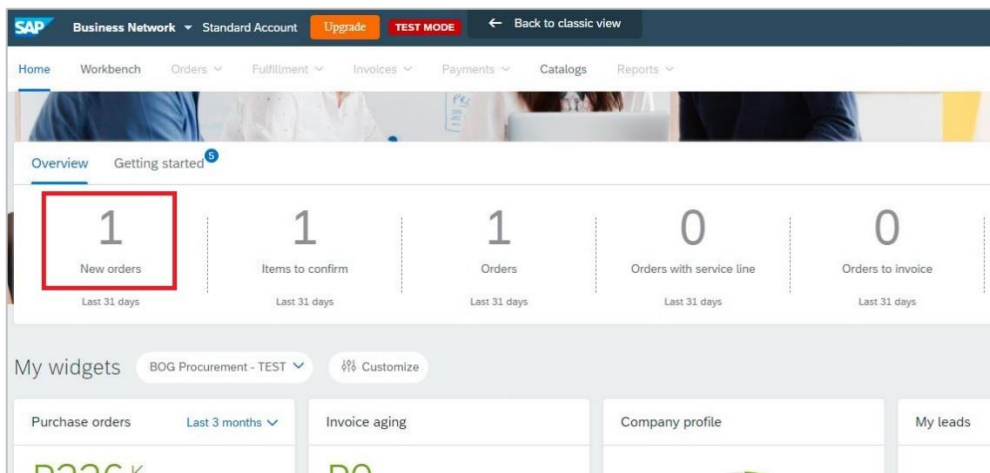 SAP Business Network Standard Account Upgrade TEST MODE ← Back to classic view
Home Workbench Orders Fulfillment Invoices Payments Catalogs Reports
Overview Getting started 5
1 1 1 0 0
New orders Items to confirm Orders Orders with service line Orders to invoice
Last 31 days Last 31 days Last 31 days Last 31 days Last 31 days
My widgets BOG Procurement - TEST Customize
Purchase orders Last 3 months Invoice aging Company profile My leads